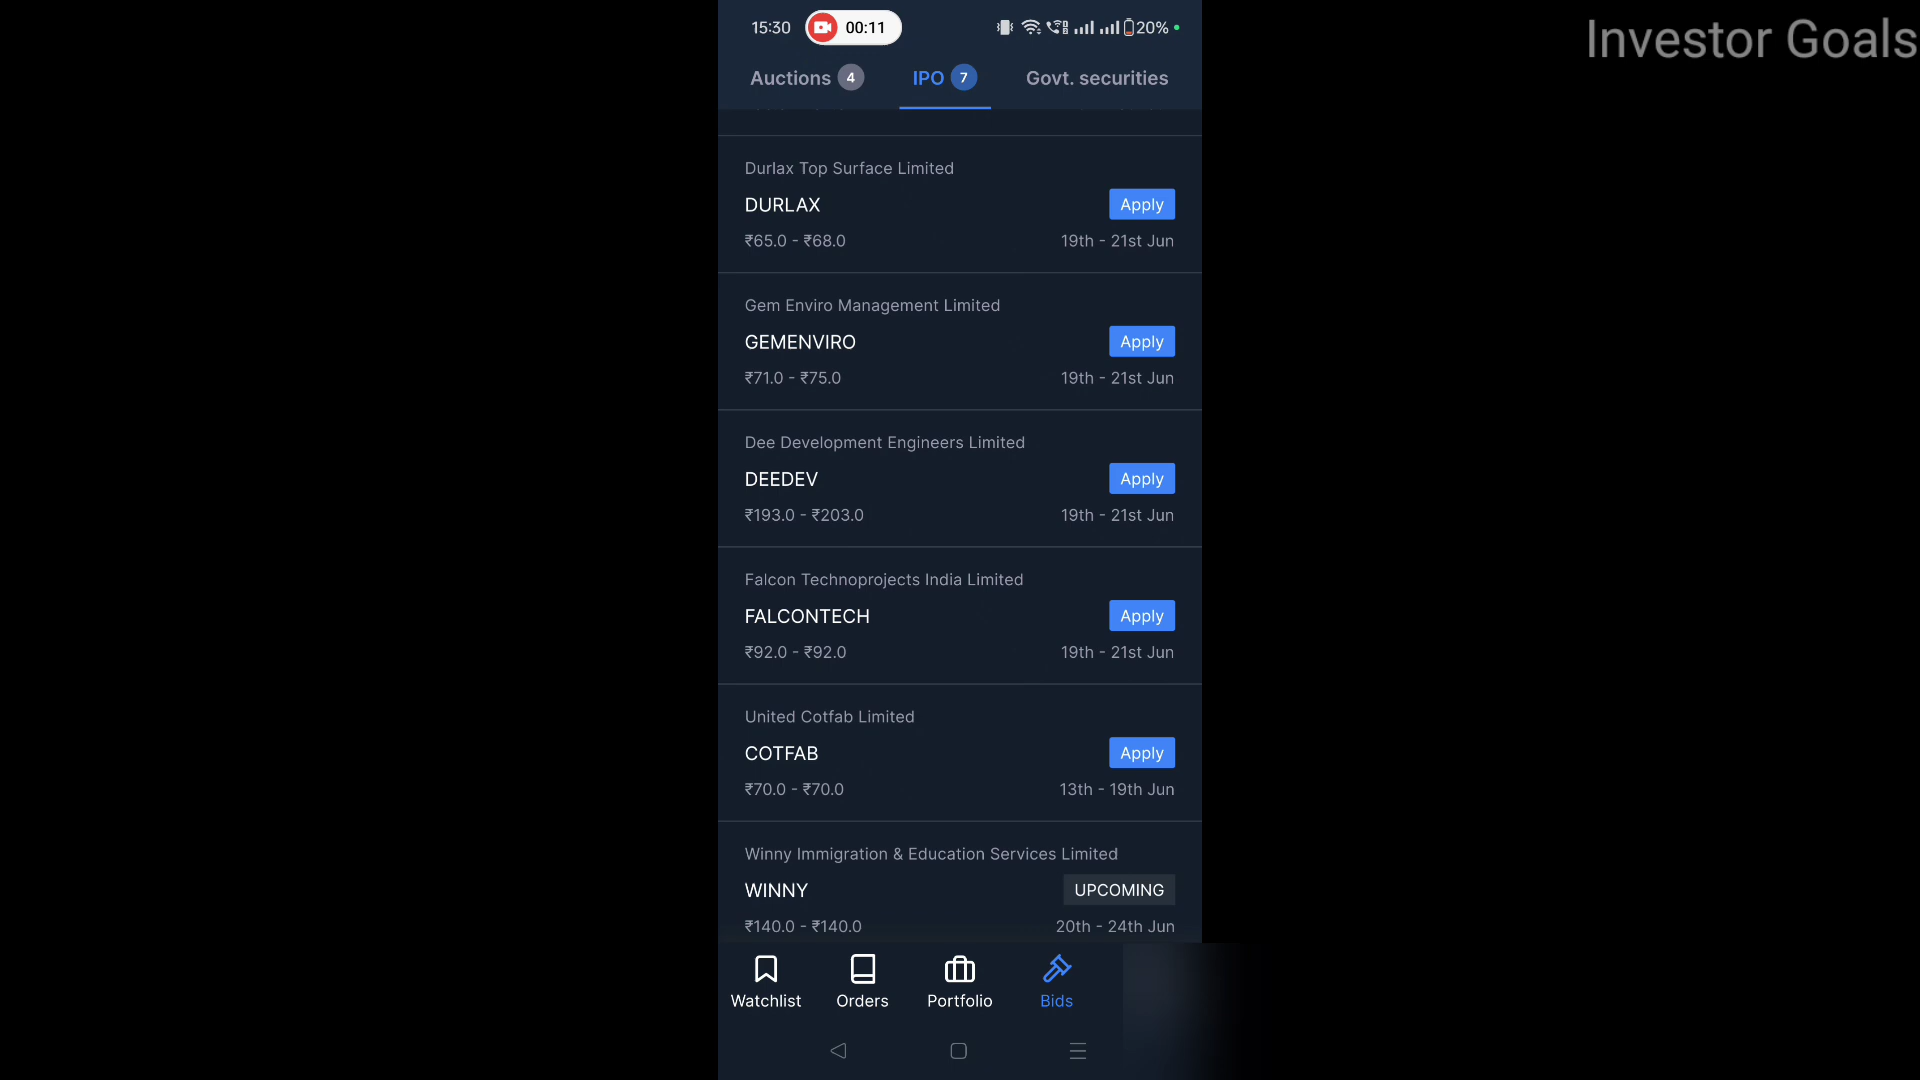 Investor Goals
15:30 00:11 20%
Auctions 4 IPO 7 Govt. securities
Durlax Top Surface Limited
DURLAX Apply
₹65.0 - ₹68.0 19th - 21st Jun
Gem Enviro Management Limited
GEMENVIRO Apply
₹71.0 - ₹75.0 19th - 21st Jun
Dee Development Engineers Limited
DEEDEV Apply
₹193.0 - ₹203.0 19th - 21st Jun
Falcon Technoprojects India Limited
FALCONTECH Apply
₹92.0 - ₹92.0 19th - 21st Jun
United Cotfab Limited
COTFAB Apply
₹70.0 - ₹70.0 13th - 19th Jun
Winny Immigration & Education Services Limited
WINNY UPCOMING
₹140.0 - ₹140.0 20th - 24th Jun
Watchlist Orders Portfolio Bids